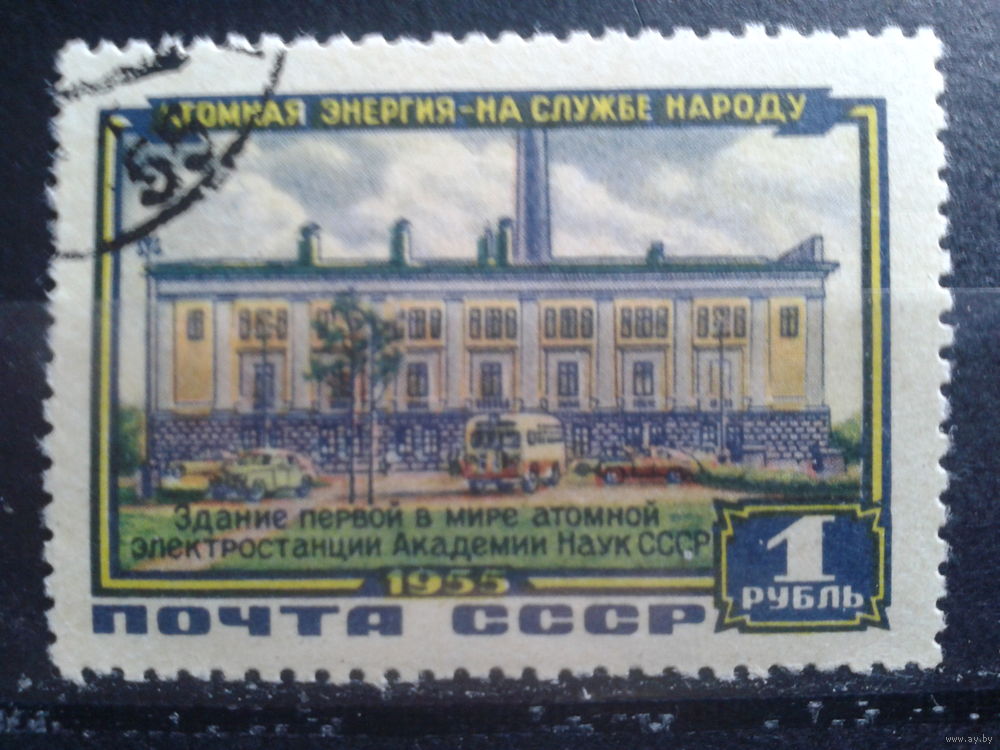 АТОМНАЯ ЭНЕРГИЯ-НА СЛУЖБЕ НАРОДУ
Здание первой в мире атомной
электростанции Академии Наук СССР
1955
1
РУБЛЬ
ПОЧТА СССР
www.ay.by